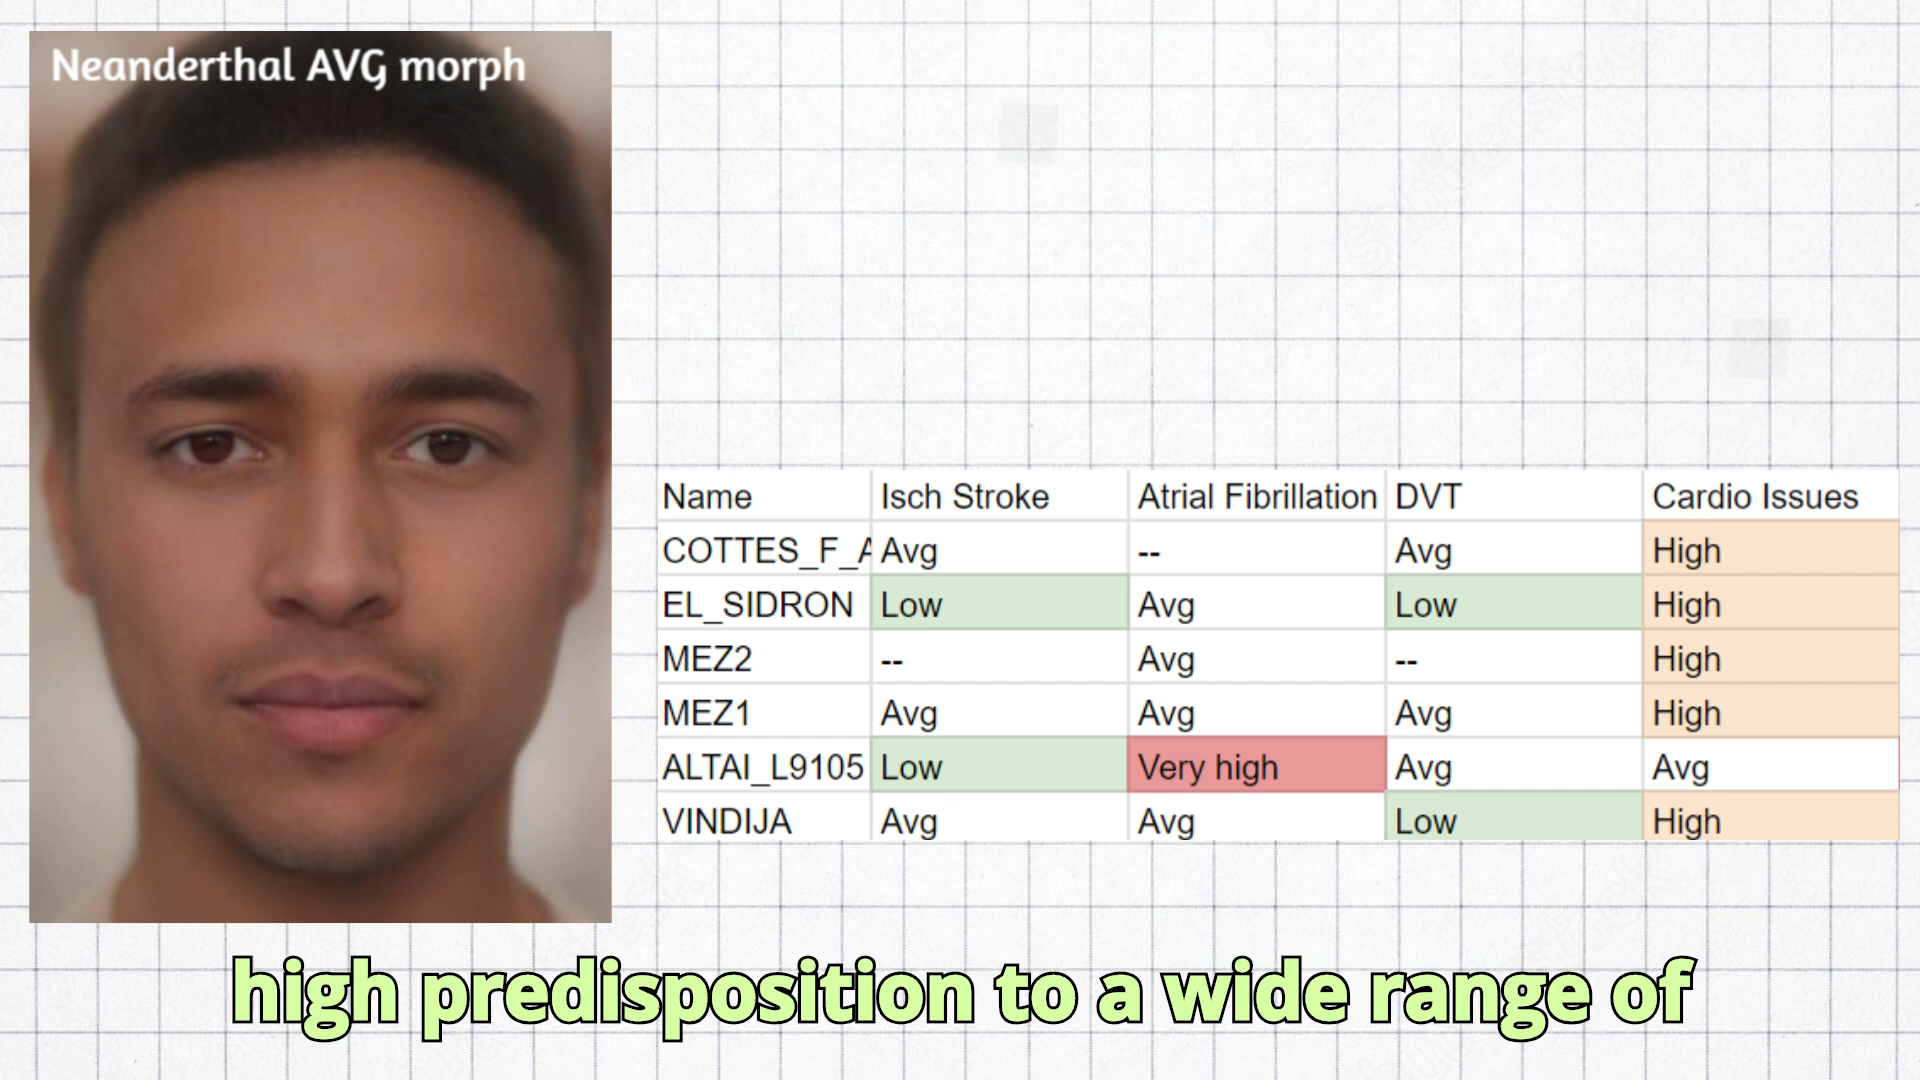 Neanderthal AVG morph
Name Isch Stroke Atrial Fibrillation DVT Cardio Issues
COTTES_F_A Avg -- Avg High
EL_SIDRON Low Avg Low High
MEZ2 -- Avg -- High
MEZ1 Avg Avg Avg High
ALTAI_L9105 Low Very high Avg Avg
VINDIJA Avg Avg Low High
high predisposition to a wide range of